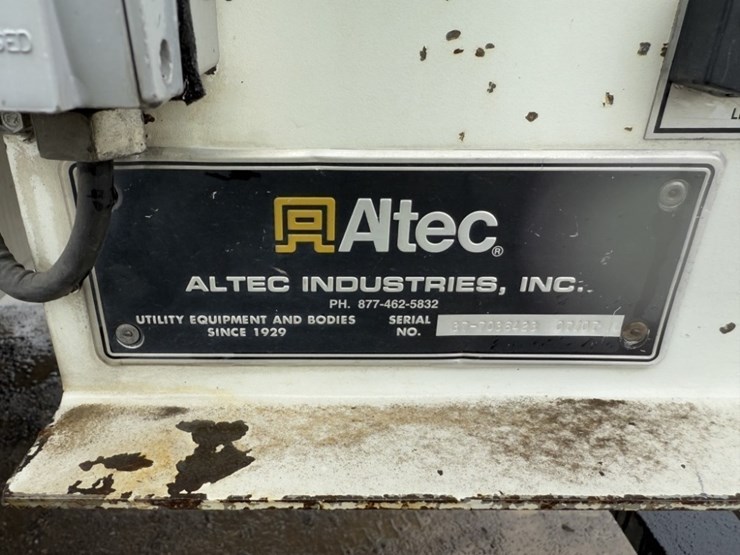 Altec®
ALTEC INDUSTRIES, INC.
PH. 877-462-5832
UTILITY EQUIPMENT AND BODIES
SINCE 1929
SERIAL
NO.